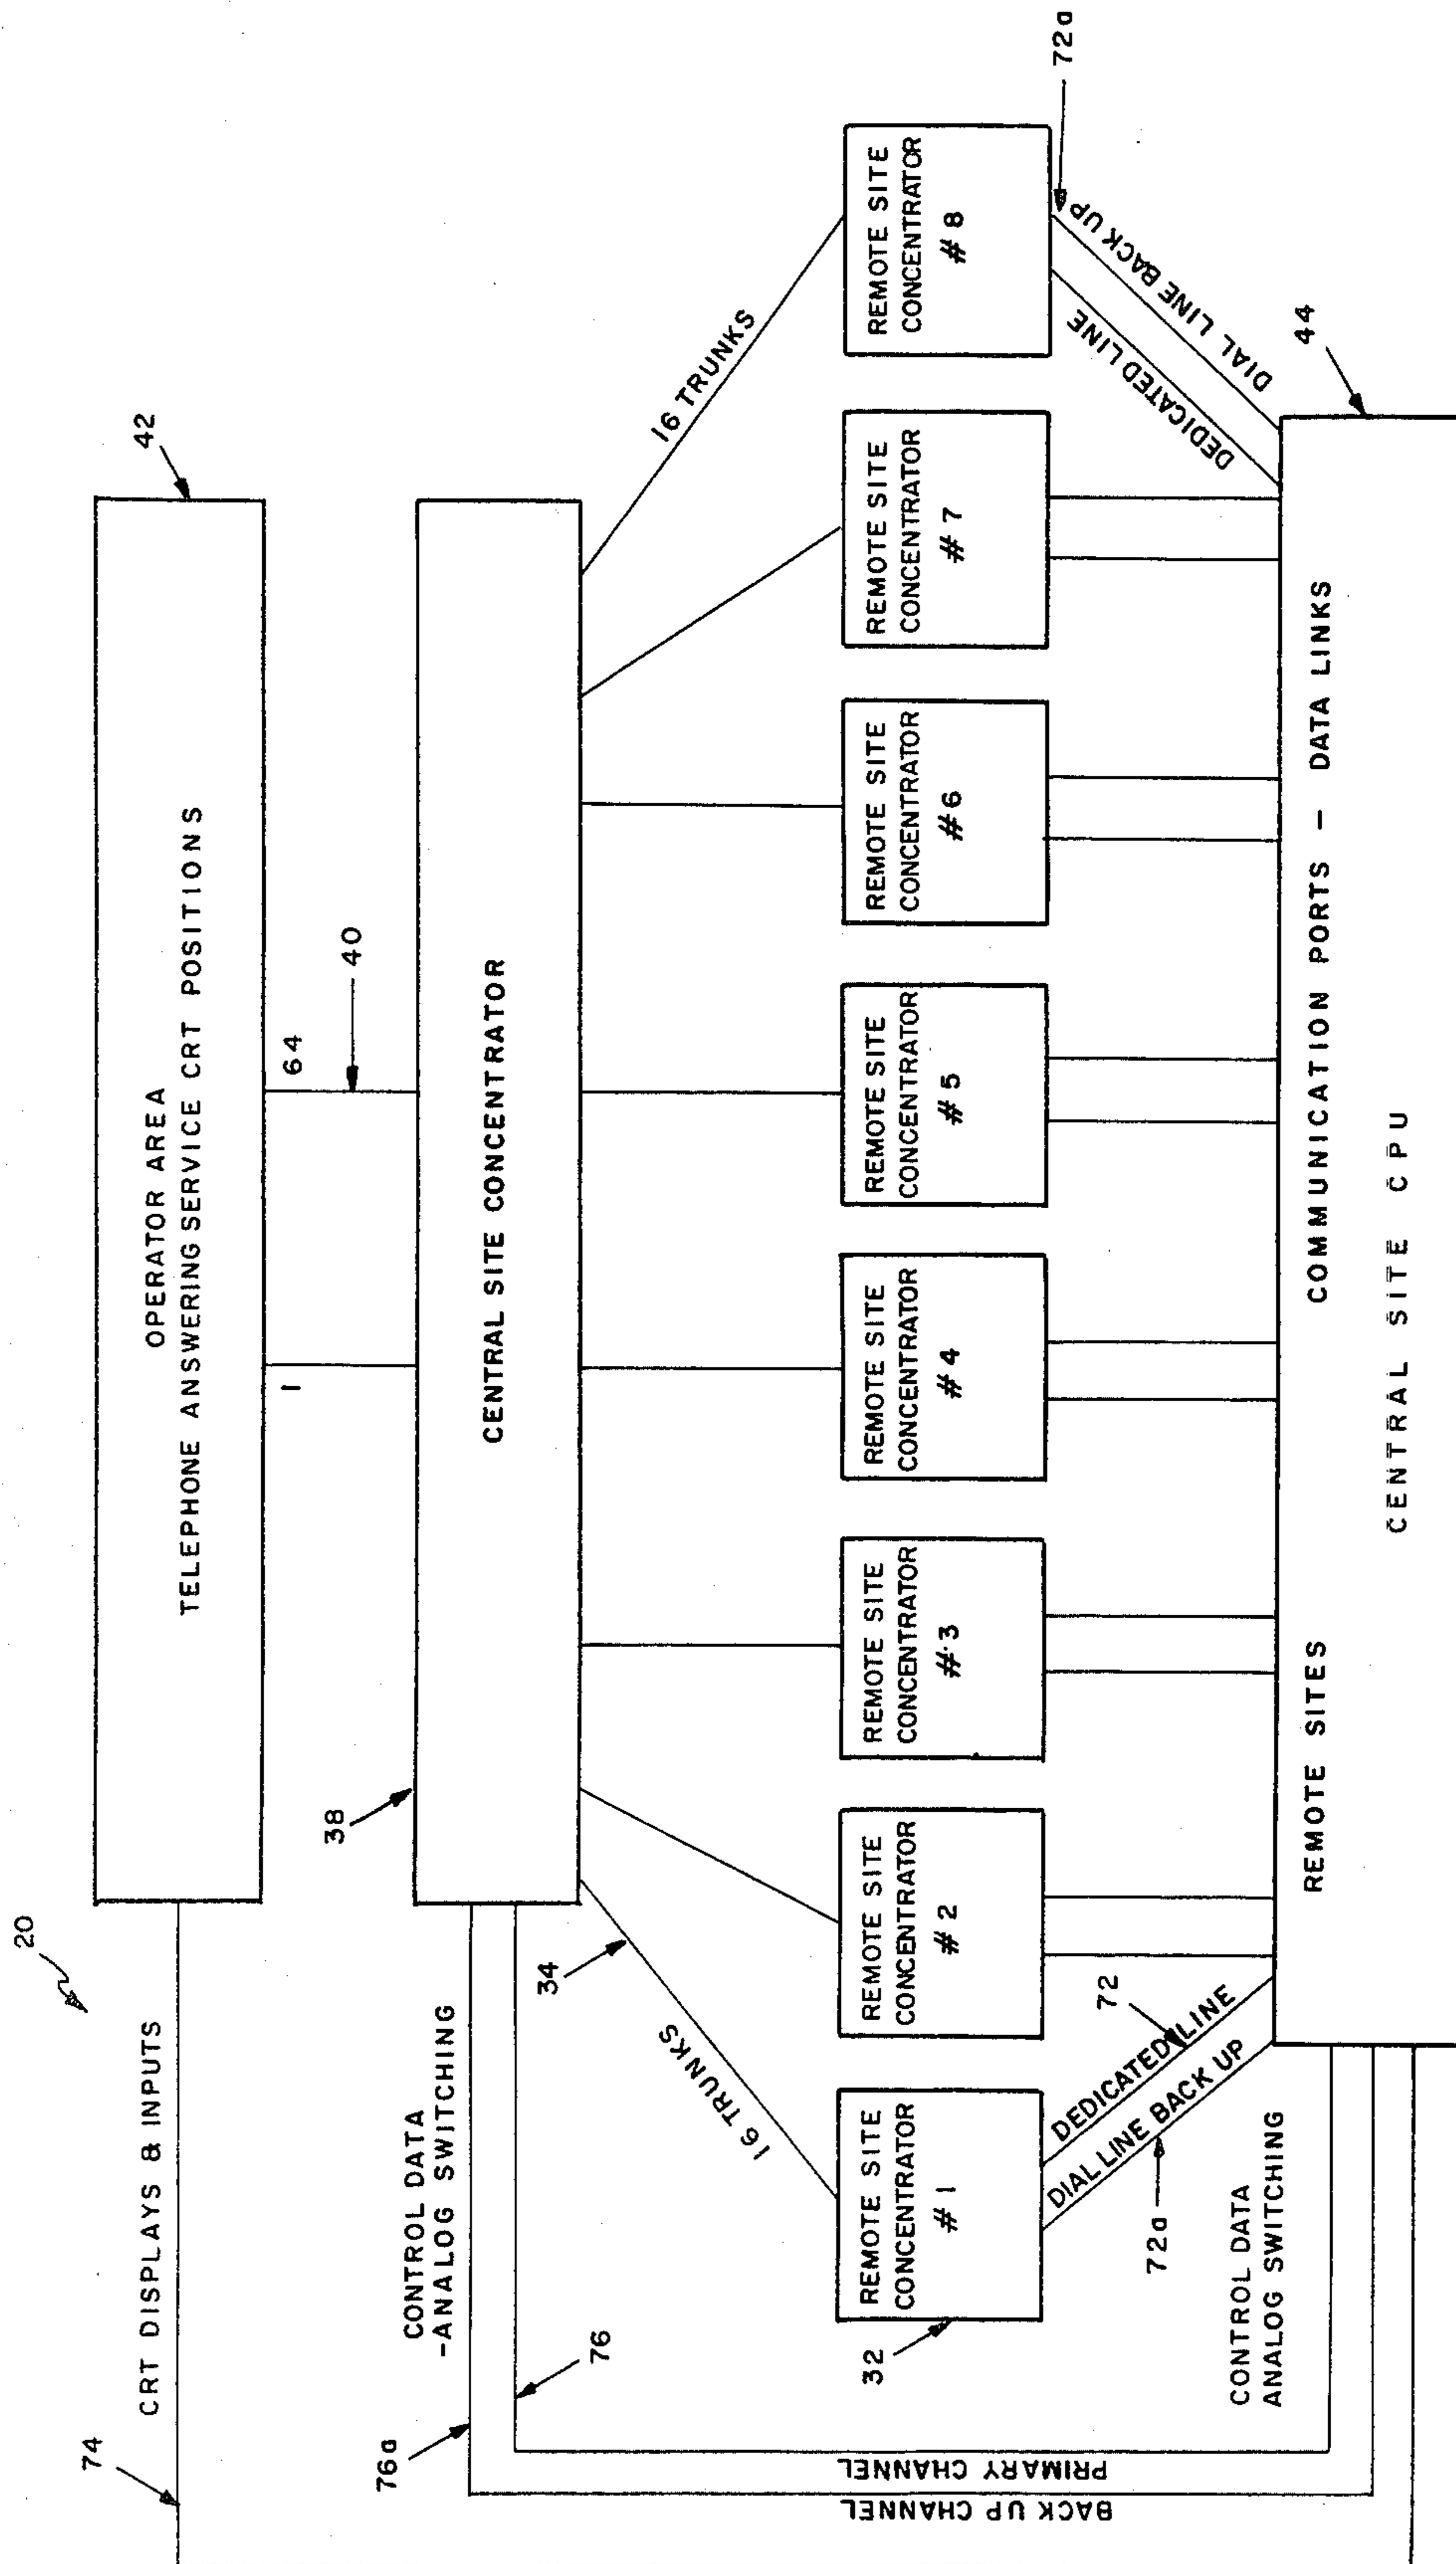 20
CRT DISPLAYS & INPUTS
74
OPERATOR AREA
TELEPHONE ANSWERING SERVICE CRT POSITIONS
42
1
64
40
38
CENTRAL SITE CONCENTRATOR
CONTROL DATA
-ANALOG SWITCHING
76a
76
34
16 TRUNKS
16 TRUNKS
REMOTE SITE
CONCENTRATOR
#1
REMOTE SITE
CONCENTRATOR
#2
REMOTE SITE
CONCENTRATOR
#3
REMOTE SITE
CONCENTRATOR
#4
REMOTE SITE
CONCENTRATOR
#5
REMOTE SITE
CONCENTRATOR
#6
REMOTE SITE
CONCENTRATOR
#7
REMOTE SITE
CONCENTRATOR
#8
32
72
DEDICATED LINE
DIAL LINE BACK UP
72a
DEDICATED LINE
DIAL LINE BACK UP
72a
PRIMARY CHANNEL
BACK UP CHANNEL
CONTROL DATA
ANALOG SWITCHING
44
REMOTE SITES
COMMUNICATION PORTS — DATA LINKS
CENTRAL SITE CPU